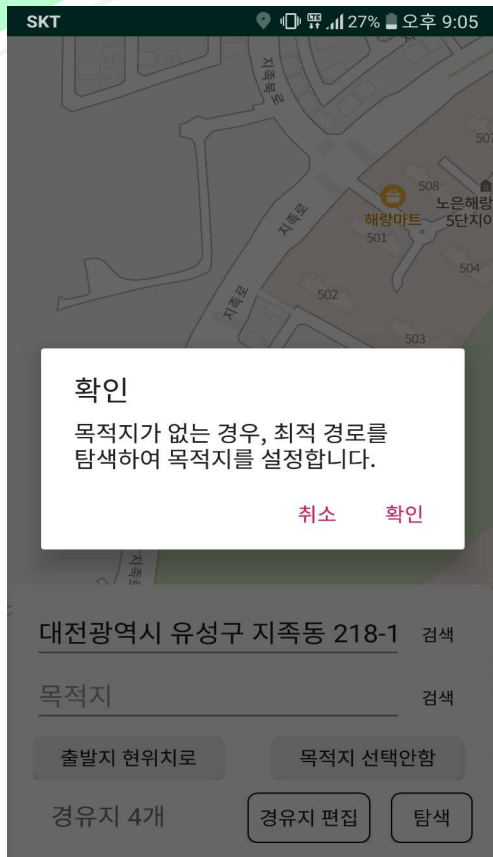 SKT 27% 오후 9:05
지족북로
507
508
노은해랑
해랑마트 5단지아
501
지족로
504
502
지족로
503
확인
목적지가 없는 경우, 최적 경로를
탐색하여 목적지를 설정합니다.
취소 확인
지족로
대전광역시 유성구 지족동 218-1 검색
목적지 검색
출발지 현위치로 목적지 선택안함
경유지 4개 경유지 편집 탐색